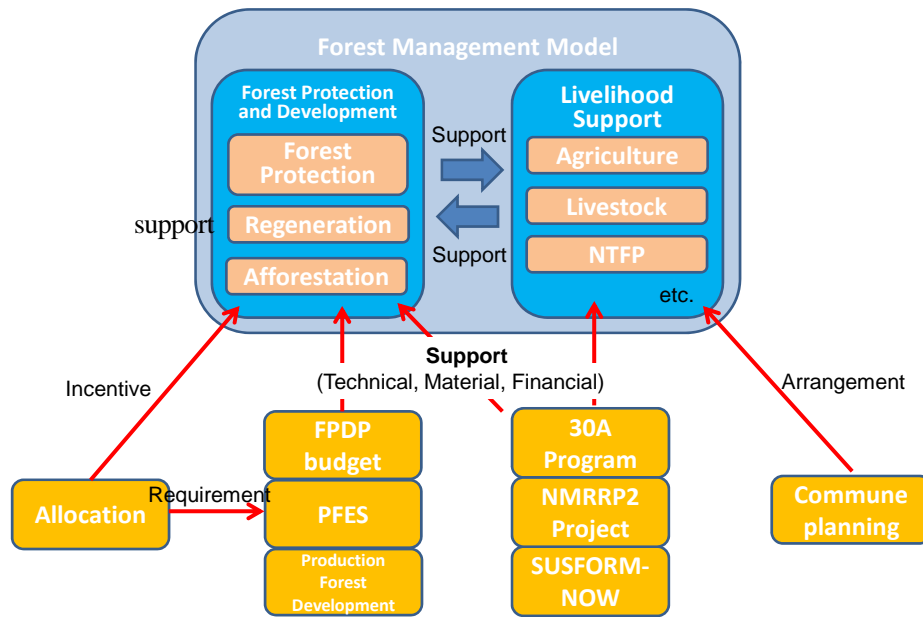 Forest Management Model
Forest Protection
and Development
Forest
Protection
Regeneration
Afforestation
support
Support
Support
Livelihood
Support
Agriculture
Livestock
NTFP
etc.
Incentive
Support
(Technical, Material, Financial)
Arrangement
Allocation
Requirement
FPDP
budget
PFES
Production
Forest
Development
30A
Program
NMRRP2
Project
SUSFORM-
NOW
Commune
planning